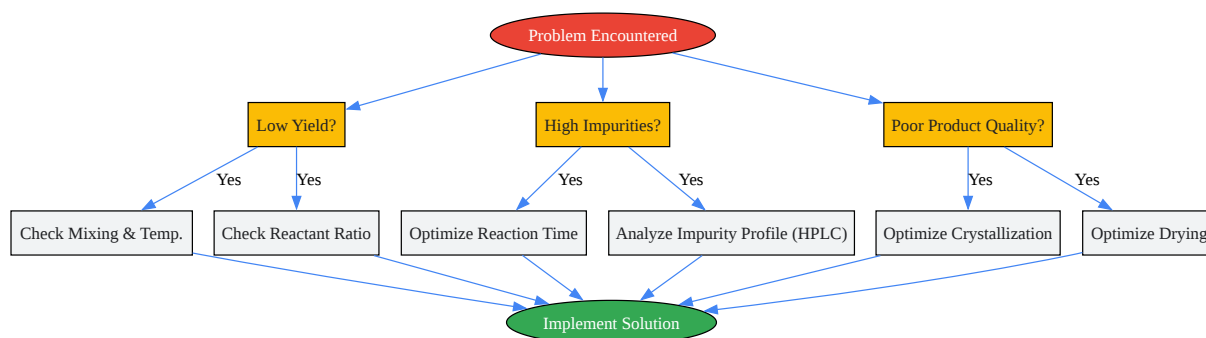 Problem Encountered
Low Yield?
High Impurities?
Poor Product Quality?
Yes
Yes
Yes
Yes
Yes
Yes
Check Mixing & Temp.
Check Reactant Ratio
Optimize Reaction Time
Analyze Impurity Profile (HPLC)
Optimize Crystallization
Optimize Drying
Implement Solution